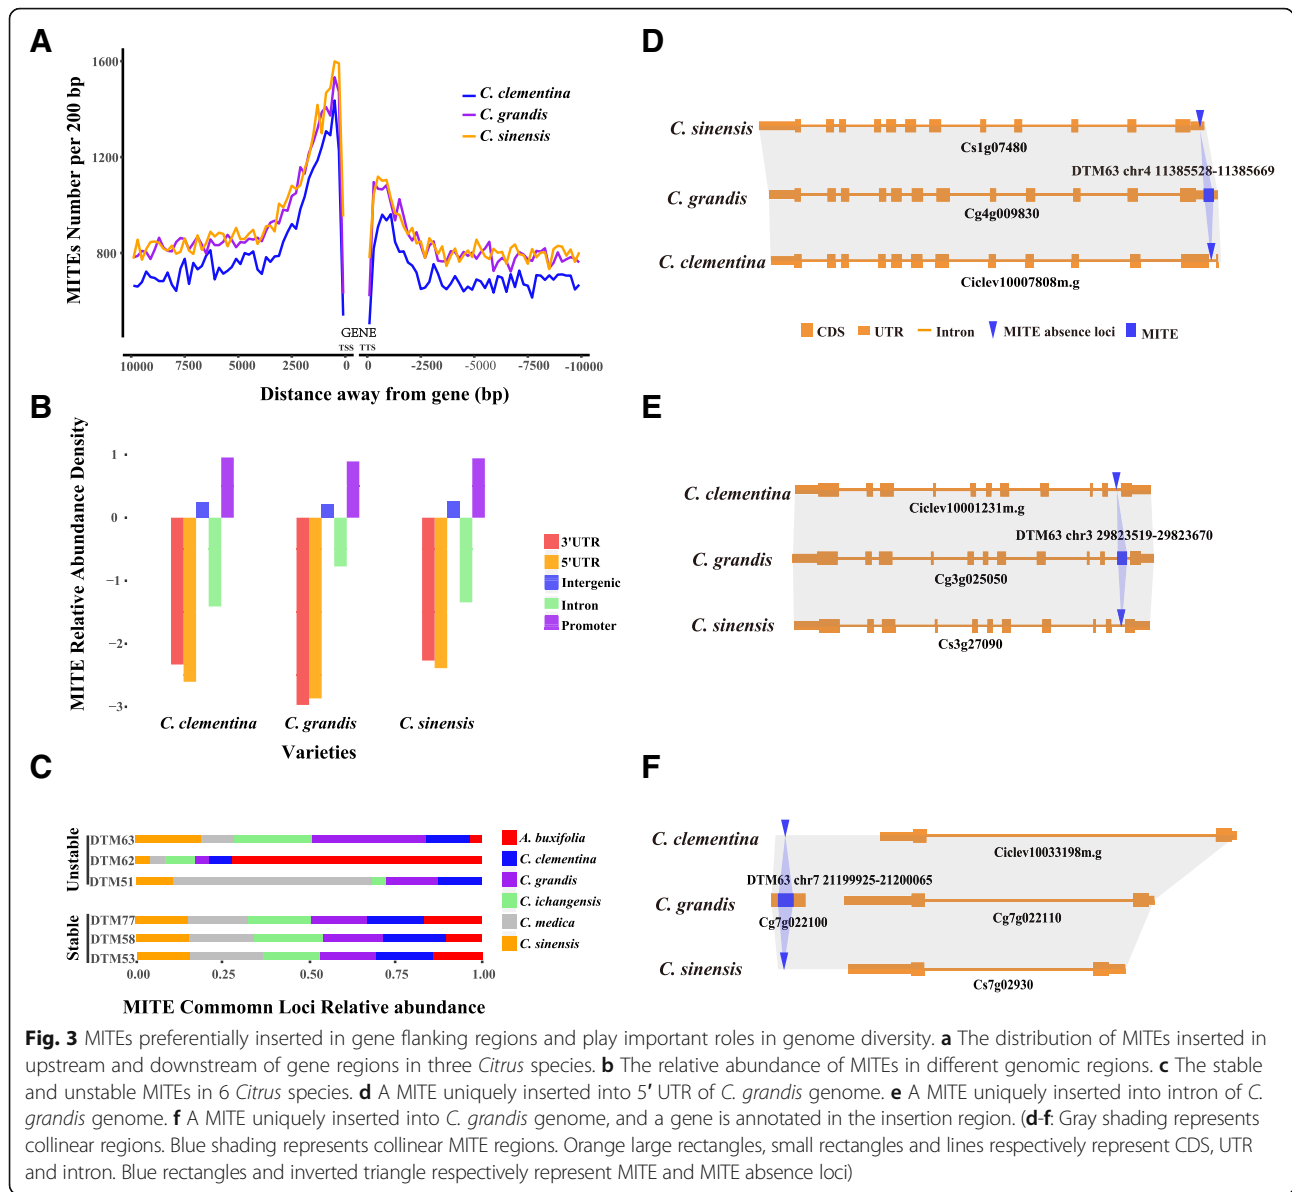 A
MITEs Number per 200 bp
1600
1200
800
C. clementina
C. grandis
C. sinensis
GENE
TSS TTS
10000 7500 5000 2500 0 0 -2500 -5000 -7500 -10000
Distance away from gene (bp)
B
MITE Relative Abundance Density
1
0
−1
−2
−3
3'UTR
5'UTR
Intergenic
Intron
Promoter
C. clementina C. grandis C. sinensis
Varieties
C
Unstable
DTM63
DTM62
DTM51
Stable
DTM77
DTM58
DTM53
0.00 0.25 0.50 0.75 1.00
MITE Commomn Loci Relative abundance
A. buxifolia
C. clementina
C. grandis
C. ichangensis
C. medica
C. sinensis
D
C. sinensis
Cs1g07480
DTM63 chr4 11385528-11385669
C. grandis
Cg4g009830
C. clementina
Ciclev10007808m.g
CDS UTR Intron MITE absence loci MITE
E
C. clementina
Ciclev10001231m.g
DTM63 chr3 29823519-29823670
C. grandis
Cg3g025050
C. sinensis
Cs3g27090
F
C. clementina
Ciclev10033198m.g
DTM63 chr7 21199925-21200065
C. grandis
Cg7g022100 Cg7g022110
C. sinensis
Cs7g02930
Fig. 3 MITEs preferentially inserted in gene flanking regions and play important roles in genome diversity. a The distribution of MITEs inserted in
upstream and downstream of gene regions in three Citrus species. b The relative abundance of MITEs in different genomic regions. c The stable
and unstable MITEs in 6 Citrus species. d A MITE uniquely inserted into 5′ UTR of C. grandis genome. e A MITE uniquely inserted into intron of C.
grandis genome. f A MITE uniquely inserted into C. grandis genome, and a gene is annotated in the insertion region. (d-f: Gray shading represents
collinear regions. Blue shading represents collinear MITE regions. Orange large rectangles, small rectangles and lines respectively represent CDS, UTR
and intron. Blue rectangles and inverted triangle respectively represent MITE and MITE absence loci)